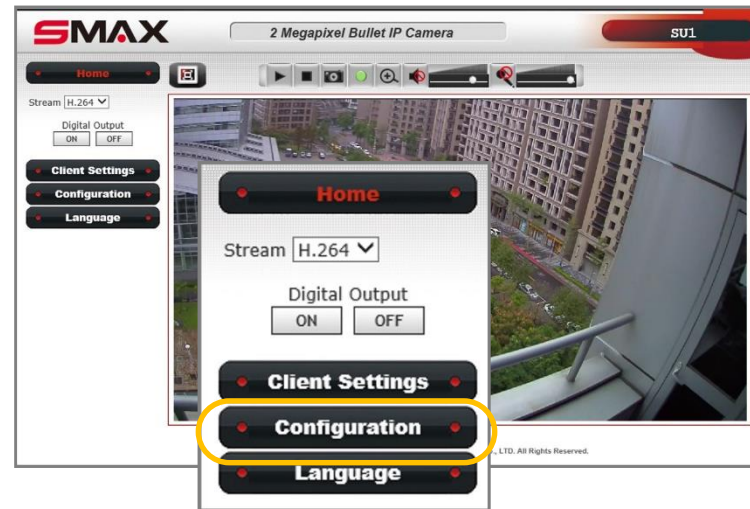 SMAX
2 Megapixel Bullet IP Camera
SU1
Home
Stream H.264
Digital Output
ON OFF
Client Settings
Configuration
Language
Home
Stream H.264
Digital Output
ON OFF
Client Settings
Configuration
Language
., LTD. All Rights Reserved.